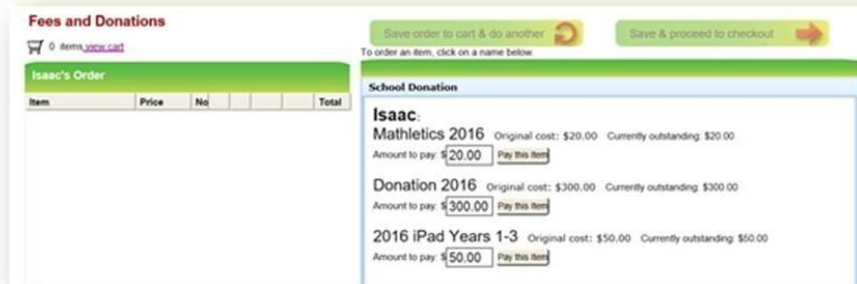 Fees and Donations
0 items view cart
Save order to cart & do another
Save & proceed to checkout
To order an item, click on a name below.
Isaac's Order
Item Price No Total
School Donation
Isaac:
Mathletics 2016 Original cost: $20.00 Currently outstanding: $20.00
Amount to pay: $ 20.00 Pay this Item
Donation 2016 Original cost: $300.00 Currently outstanding: $300.00
Amount to pay: $ 300.00 Pay this Item
2016 iPad Years 1-3 Original cost: $50.00 Currently outstanding: $50.00
Amount to pay: $ 50.00 Pay this Item